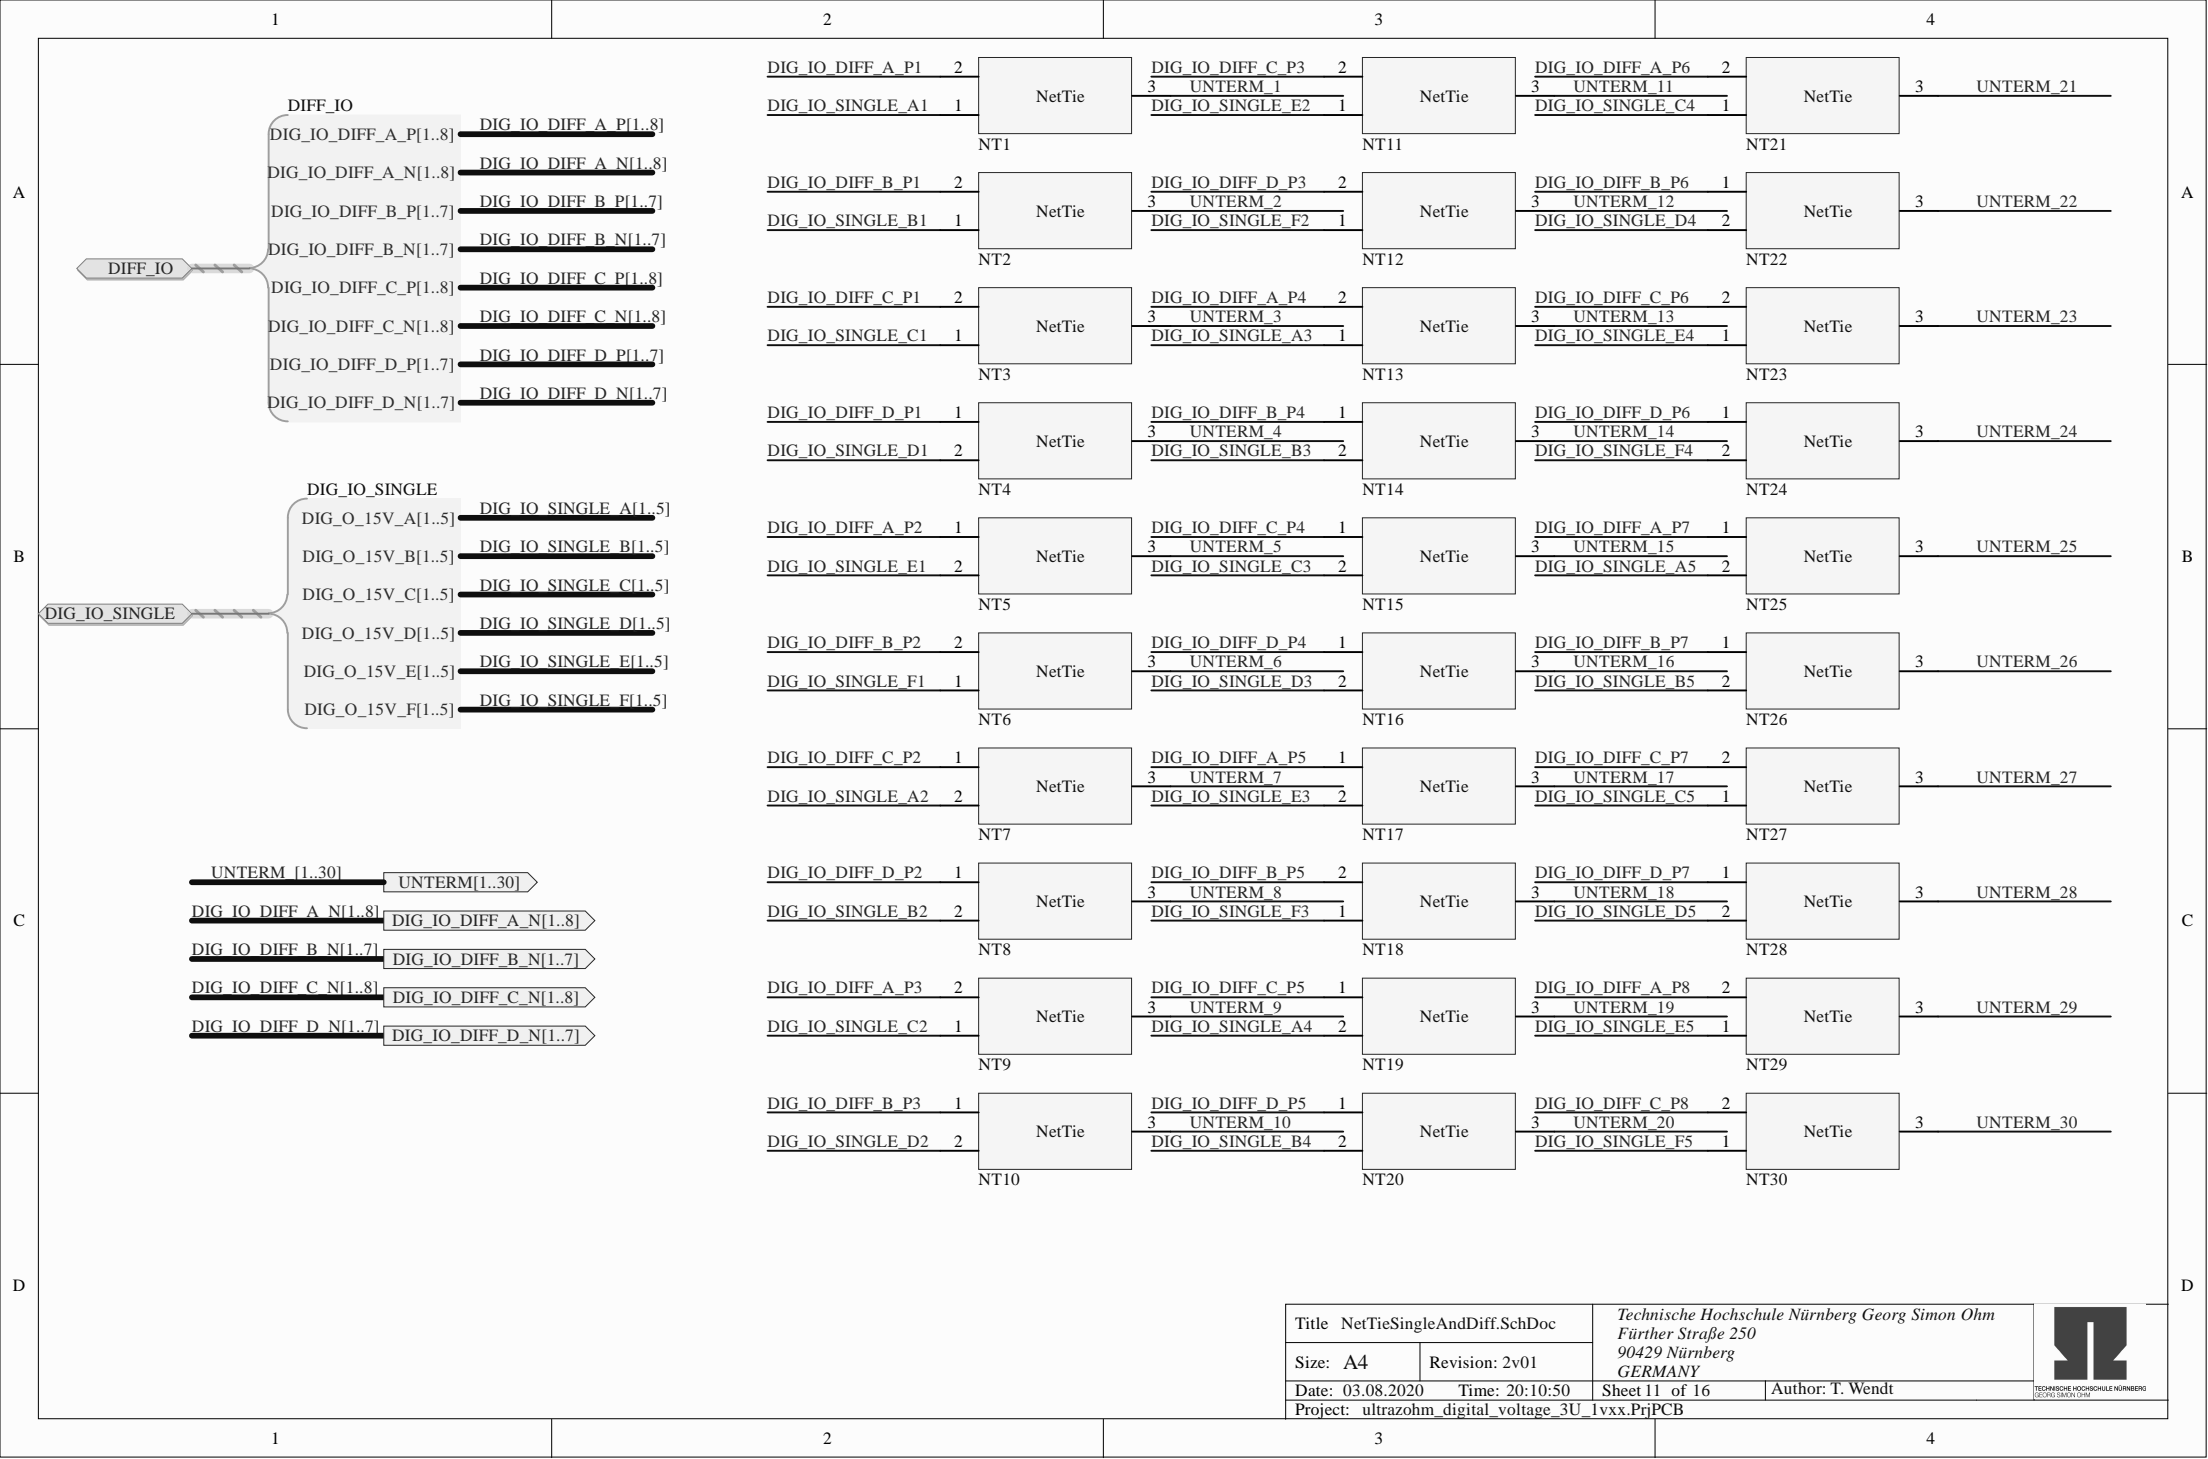 1 2 3 4
A
B
C
D
DIFF_IO
DIFF_IO
DIG_IO_DIFF_A_P[1..8] DIG_IO_DIFF_A_P[1..8]
DIG_IO_DIFF_A_N[1..8] DIG_IO_DIFF_A_N[1..8]
DIG_IO_DIFF_B_P[1..7] DIG_IO_DIFF_B_P[1..7]
DIG_IO_DIFF_B_N[1..7] DIG_IO_DIFF_B_N[1..7]
DIG_IO_DIFF_C_P[1..8] DIG_IO_DIFF_C_P[1..8]
DIG_IO_DIFF_C_N[1..8] DIG_IO_DIFF_C_N[1..8]
DIG_IO_DIFF_D_P[1..7] DIG_IO_DIFF_D_P[1..7]
DIG_IO_DIFF_D_N[1..7] DIG_IO_DIFF_D_N[1..7]
DIG_IO_SINGLE
DIG_IO_SINGLE
DIG_O_15V_A[1..5] DIG_IO_SINGLE_A[1..5]
DIG_O_15V_B[1..5] DIG_IO_SINGLE_B[1..5]
DIG_O_15V_C[1..5] DIG_IO_SINGLE_C[1..5]
DIG_O_15V_D[1..5] DIG_IO_SINGLE_D[1..5]
DIG_O_15V_E[1..5] DIG_IO_SINGLE_E[1..5]
DIG_O_15V_F[1..5] DIG_IO_SINGLE_F[1..5]
UNTERM_[1..30] UNTERM[1..30]
DIG_IO_DIFF_A_N[1..8] DIG_IO_DIFF_A_N[1..8]
DIG_IO_DIFF_B_N[1..7] DIG_IO_DIFF_B_N[1..7]
DIG_IO_DIFF_C_N[1..8] DIG_IO_DIFF_C_N[1..8]
DIG_IO_DIFF_D_N[1..7] DIG_IO_DIFF_D_N[1..7]
DIG_IO_DIFF_A_P1 2
NetTie 3 UNTERM_1
DIG_IO_SINGLE_A1 1
NT1
DIG_IO_DIFF_B_P1 2
NetTie 3 UNTERM_2
DIG_IO_SINGLE_B1 1
NT2
DIG_IO_DIFF_C_P1 2
NetTie 3 UNTERM_3
DIG_IO_SINGLE_C1 1
NT3
DIG_IO_DIFF_D_P1 1
NetTie 3 UNTERM_4
DIG_IO_SINGLE_D1 2
NT4
DIG_IO_DIFF_A_P2 1
NetTie 3 UNTERM_5
DIG_IO_SINGLE_E1 2
NT5
DIG_IO_DIFF_B_P2 2
NetTie 3 UNTERM_6
DIG_IO_SINGLE_F1 1
NT6
DIG_IO_DIFF_C_P2 1
NetTie 3 UNTERM_7
DIG_IO_SINGLE_A2 2
NT7
DIG_IO_DIFF_D_P2 1
NetTie 3 UNTERM_8
DIG_IO_SINGLE_B2 2
NT8
DIG_IO_DIFF_A_P3 2
NetTie 3 UNTERM_9
DIG_IO_SINGLE_C2 1
NT9
DIG_IO_DIFF_B_P3 1
NetTie 3 UNTERM_10
DIG_IO_SINGLE_D2 2
NT10
DIG_IO_DIFF_C_P3 2
NetTie 3 UNTERM_11
DIG_IO_SINGLE_E2 1
NT11
DIG_IO_DIFF_D_P3 2
NetTie 3 UNTERM_12
DIG_IO_SINGLE_F2 1
NT12
DIG_IO_DIFF_A_P4 2
NetTie 3 UNTERM_13
DIG_IO_SINGLE_A3 1
NT13
DIG_IO_DIFF_B_P4 1
NetTie 3 UNTERM_14
DIG_IO_SINGLE_B3 2
NT14
DIG_IO_DIFF_C_P4 1
NetTie 3 UNTERM_15
DIG_IO_SINGLE_C3 2
NT15
DIG_IO_DIFF_D_P4 1
NetTie 3 UNTERM_16
DIG_IO_SINGLE_D3 2
NT16
DIG_IO_DIFF_A_P5 1
NetTie 3 UNTERM_17
DIG_IO_SINGLE_E3 2
NT17
DIG_IO_DIFF_B_P5 2
NetTie 3 UNTERM_18
DIG_IO_SINGLE_F3 1
NT18
DIG_IO_DIFF_C_P5 1
NetTie 3 UNTERM_19
DIG_IO_SINGLE_A4 2
NT19
DIG_IO_DIFF_D_P5 1
NetTie 3 UNTERM_20
DIG_IO_SINGLE_B4 2
NT20
DIG_IO_DIFF_A_P6 2
NetTie 3 UNTERM_21
DIG_IO_SINGLE_C4 1
NT21
DIG_IO_DIFF_B_P6 1
NetTie 3 UNTERM_22
DIG_IO_SINGLE_D4 2
NT22
DIG_IO_DIFF_C_P6 2
NetTie 3 UNTERM_23
DIG_IO_SINGLE_E4 1
NT23
DIG_IO_DIFF_D_P6 1
NetTie 3 UNTERM_24
DIG_IO_SINGLE_F4 2
NT24
DIG_IO_DIFF_A_P7 1
NetTie 3 UNTERM_25
DIG_IO_SINGLE_A5 2
NT25
DIG_IO_DIFF_B_P7 1
NetTie 3 UNTERM_26
DIG_IO_SINGLE_B5 2
NT26
DIG_IO_DIFF_C_P7 2
NetTie 3 UNTERM_27
DIG_IO_SINGLE_C5 1
NT27
DIG_IO_DIFF_D_P7 1
NetTie 3 UNTERM_28
DIG_IO_SINGLE_D5 2
NT28
DIG_IO_DIFF_A_P8 2
NetTie 3 UNTERM_29
DIG_IO_SINGLE_E5 1
NT29
DIG_IO_DIFF_C_P8 2
NetTie 3 UNTERM_30
DIG_IO_SINGLE_F5 1
NT30
A
B
C
D
Title NetTieSingleAndDiff.SchDoc
Size: A4 Revision: 2v01
Date: 03.08.2020 Time: 20:10:50 Sheet 11 of 16 Author: T. Wendt
Project: ultrazohm_digital_voltage_3U_1vxx.PrjPCB
Technische Hochschule Nürnberg Georg Simon Ohm
Fürther Straße 250
90429 Nürnberg
GERMANY
TECHNISCHE HOCHSCHULE NÜRNBERG
GEORG SIMON OHM
1 2 3 4